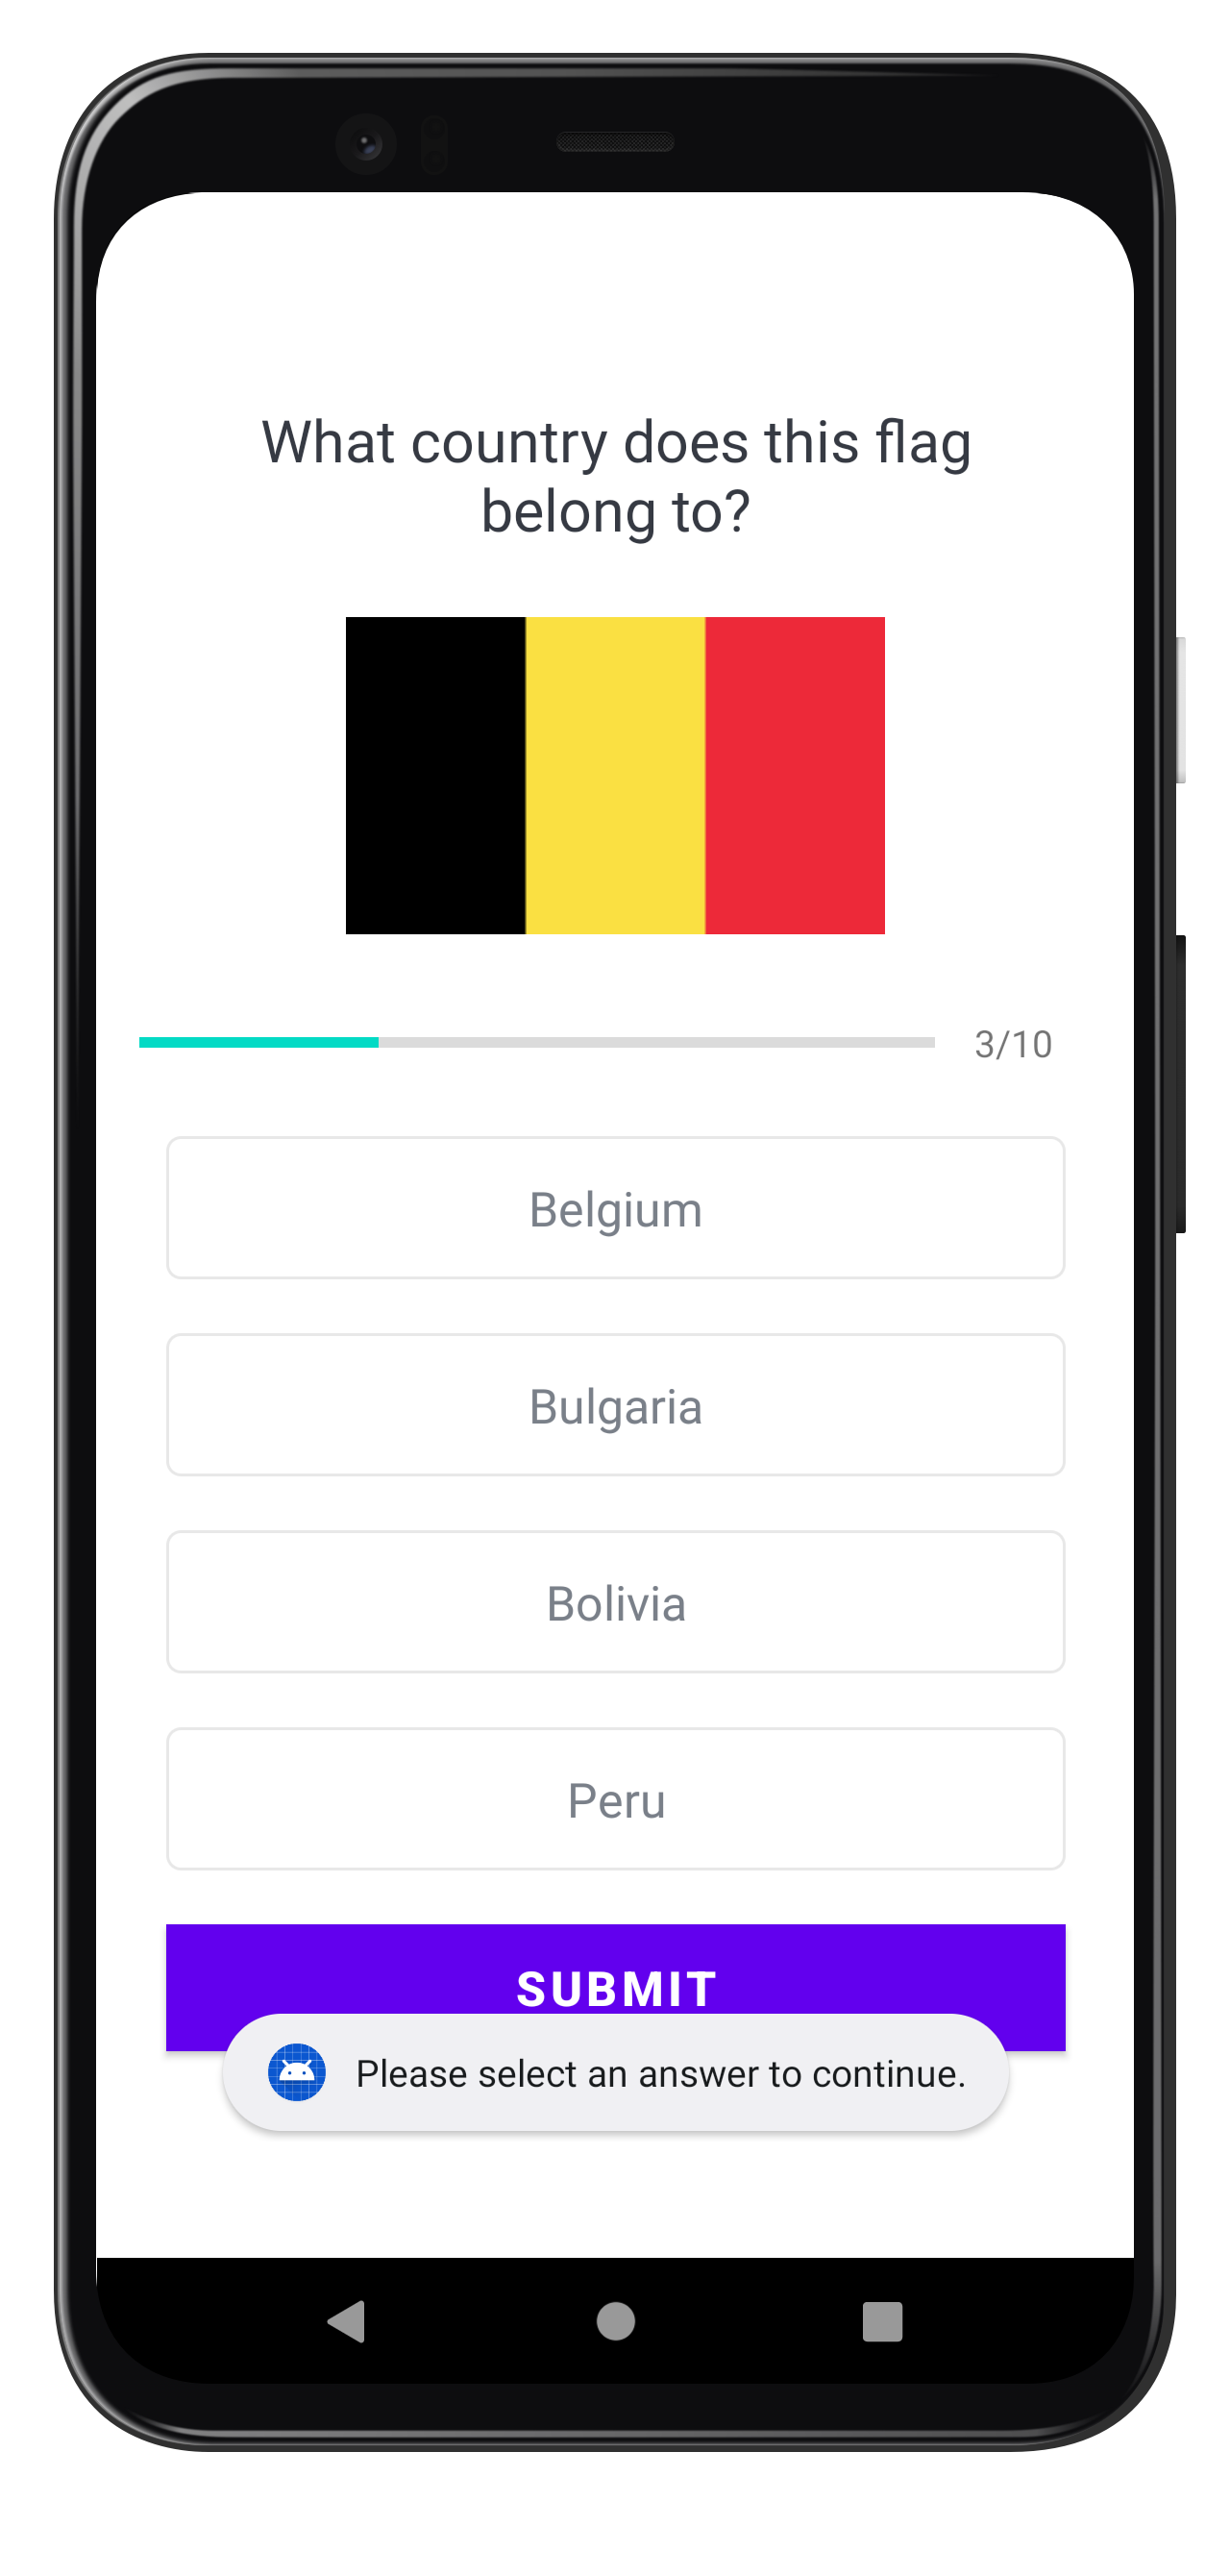 What country does this flag
belong to?
3/10
Belgium
Bulgaria
Bolivia
Peru
SUBMIT
Please select an answer to continue.